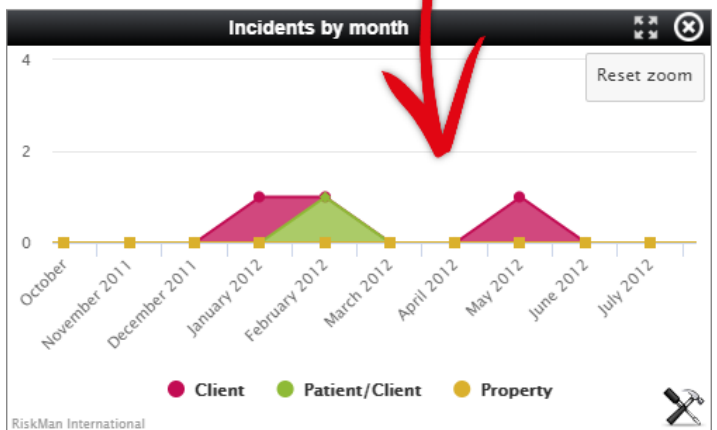 Incidents by month
Reset zoom
4
2
0
October
November 2011
December 2011
January 2012
February 2012
March 2012
April 2012
May 2012
June 2012
July 2012
Client Patient/Client Property
RiskMan International